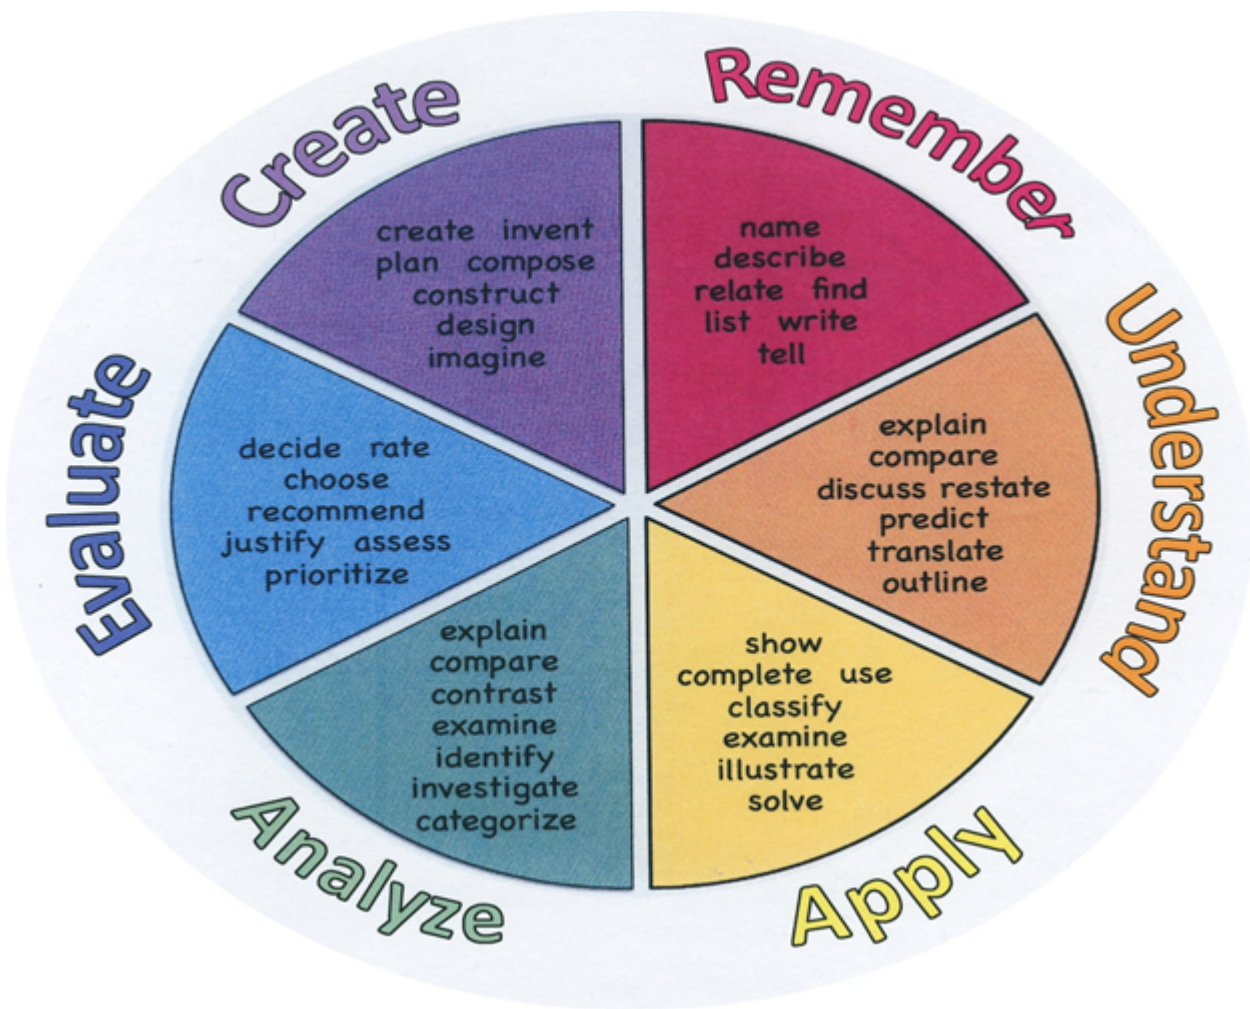 Remember
name
describe
relate find
list write
tell
Understand
explain
compare
discuss restate
predict
translate
outline
Apply
show
complete use
classify
examine
illustrate
solve
Analyze
explain
compare
contrast
examine
identify
investigate
categorize
Evaluate
decide rate
choose
recommend
justify assess
prioritize
Create
create invent
plan compose
construct
design
imagine